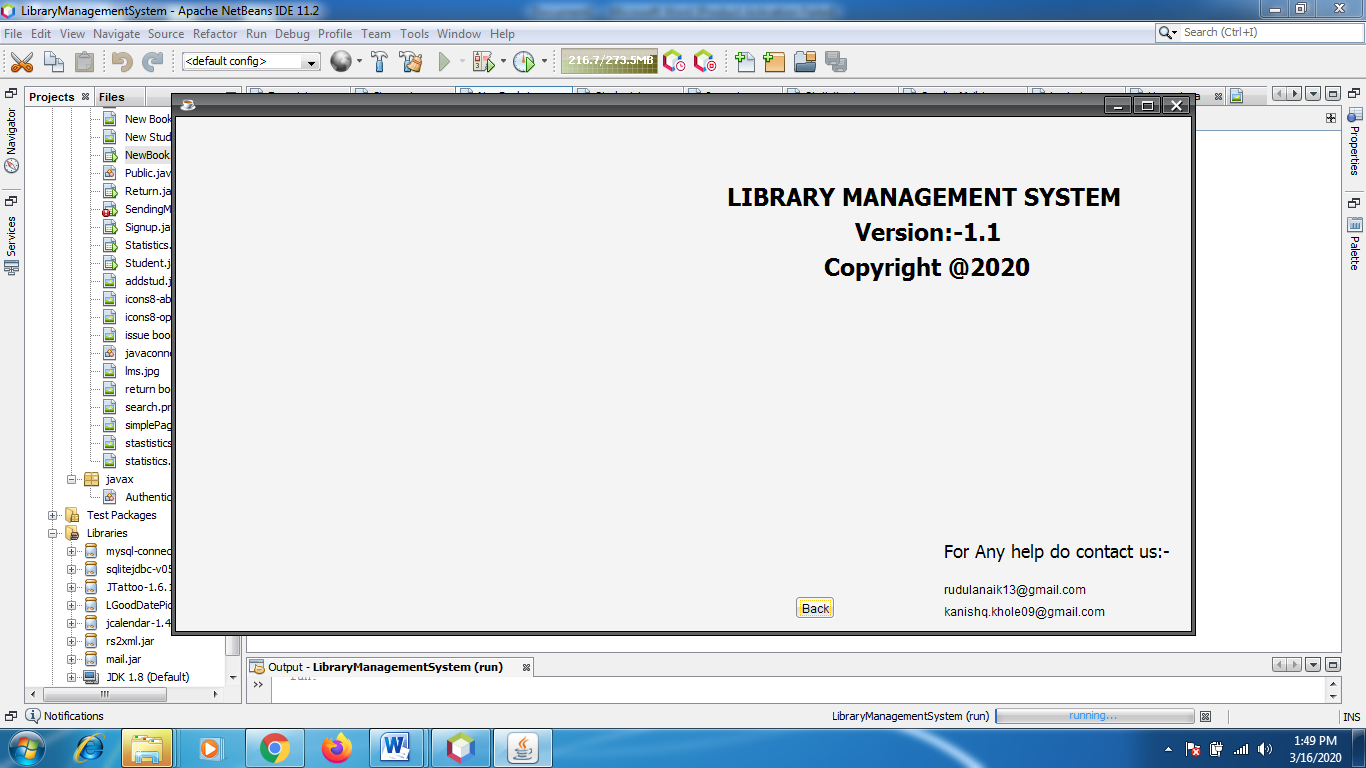 LibraryManagementSystem - Apache NetBeans IDE 11.2
File Edit View Navigate Source Refactor Run Debug Profile Team Tools Window Help
Search (Ctrl+I)
<default config>
216.7/273.5MB
Projects Files
Navigator
Services
New Book
New Stud
NewBook.
Public.jav
Return.ja
SendingM
Signup.ja
Statistics.
Student.j
addstud.j
icons8-ab
icons8-op
issue boo
javaconne
lms.jpg
return bo
search.pr
simplePag
stastistics
statistics.
javax
Authentic
Test Packages
Libraries
mysql-connec
sqlitejdbc-v05
JTattoo-1.6.1
LGoodDatePic
jcalendar-1.4
rs2xml.jar
mail.jar
JDK 1.8 (Default)
LIBRARY MANAGEMENT SYSTEM
Version:-1.1
Copyright @2020
For Any help do contact us:-
rudulanaik13@gmail.com
kanishq.khole09@gmail.com
Back
Properties
Palette
Output - LibraryManagementSystem (run)
Notifications
LibraryManagementSystem (run)
running...
INS
1:49 PM
3/16/2020